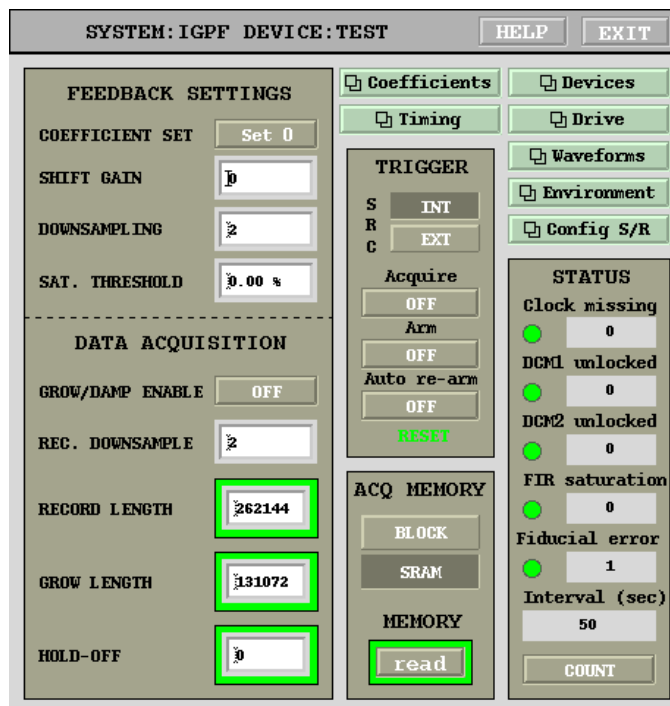 SYSTEM:IGPF DEVICE:TEST
HELP
EXIT
FEEDBACK SETTINGS
COEFFICIENT SET
Set 0
SHIFT GAIN
0
DOWNSAMPLING
2
SAT. THRESHOLD
0.00 %
DATA ACQUISITION
GROW/DAMP ENABLE
OFF
REC. DOWNSAMPLE
2
RECORD LENGTH
262144
GROW LENGTH
131072
HOLD-OFF
0
Coefficients
Timing
TRIGGER
SRC
INT
EXT
Acquire
OFF
Arm
OFF
Auto re-arm
OFF
RESET
ACQ MEMORY
BLOCK
SRAM
MEMORY
read
Devices
Drive
Waveforms
Environment
Config S/R
STATUS
Clock missing
0
DCM1 unlocked
0
DCM2 unlocked
0
FIR saturation
0
Fiducial error
1
Interval (sec)
50
COUNT